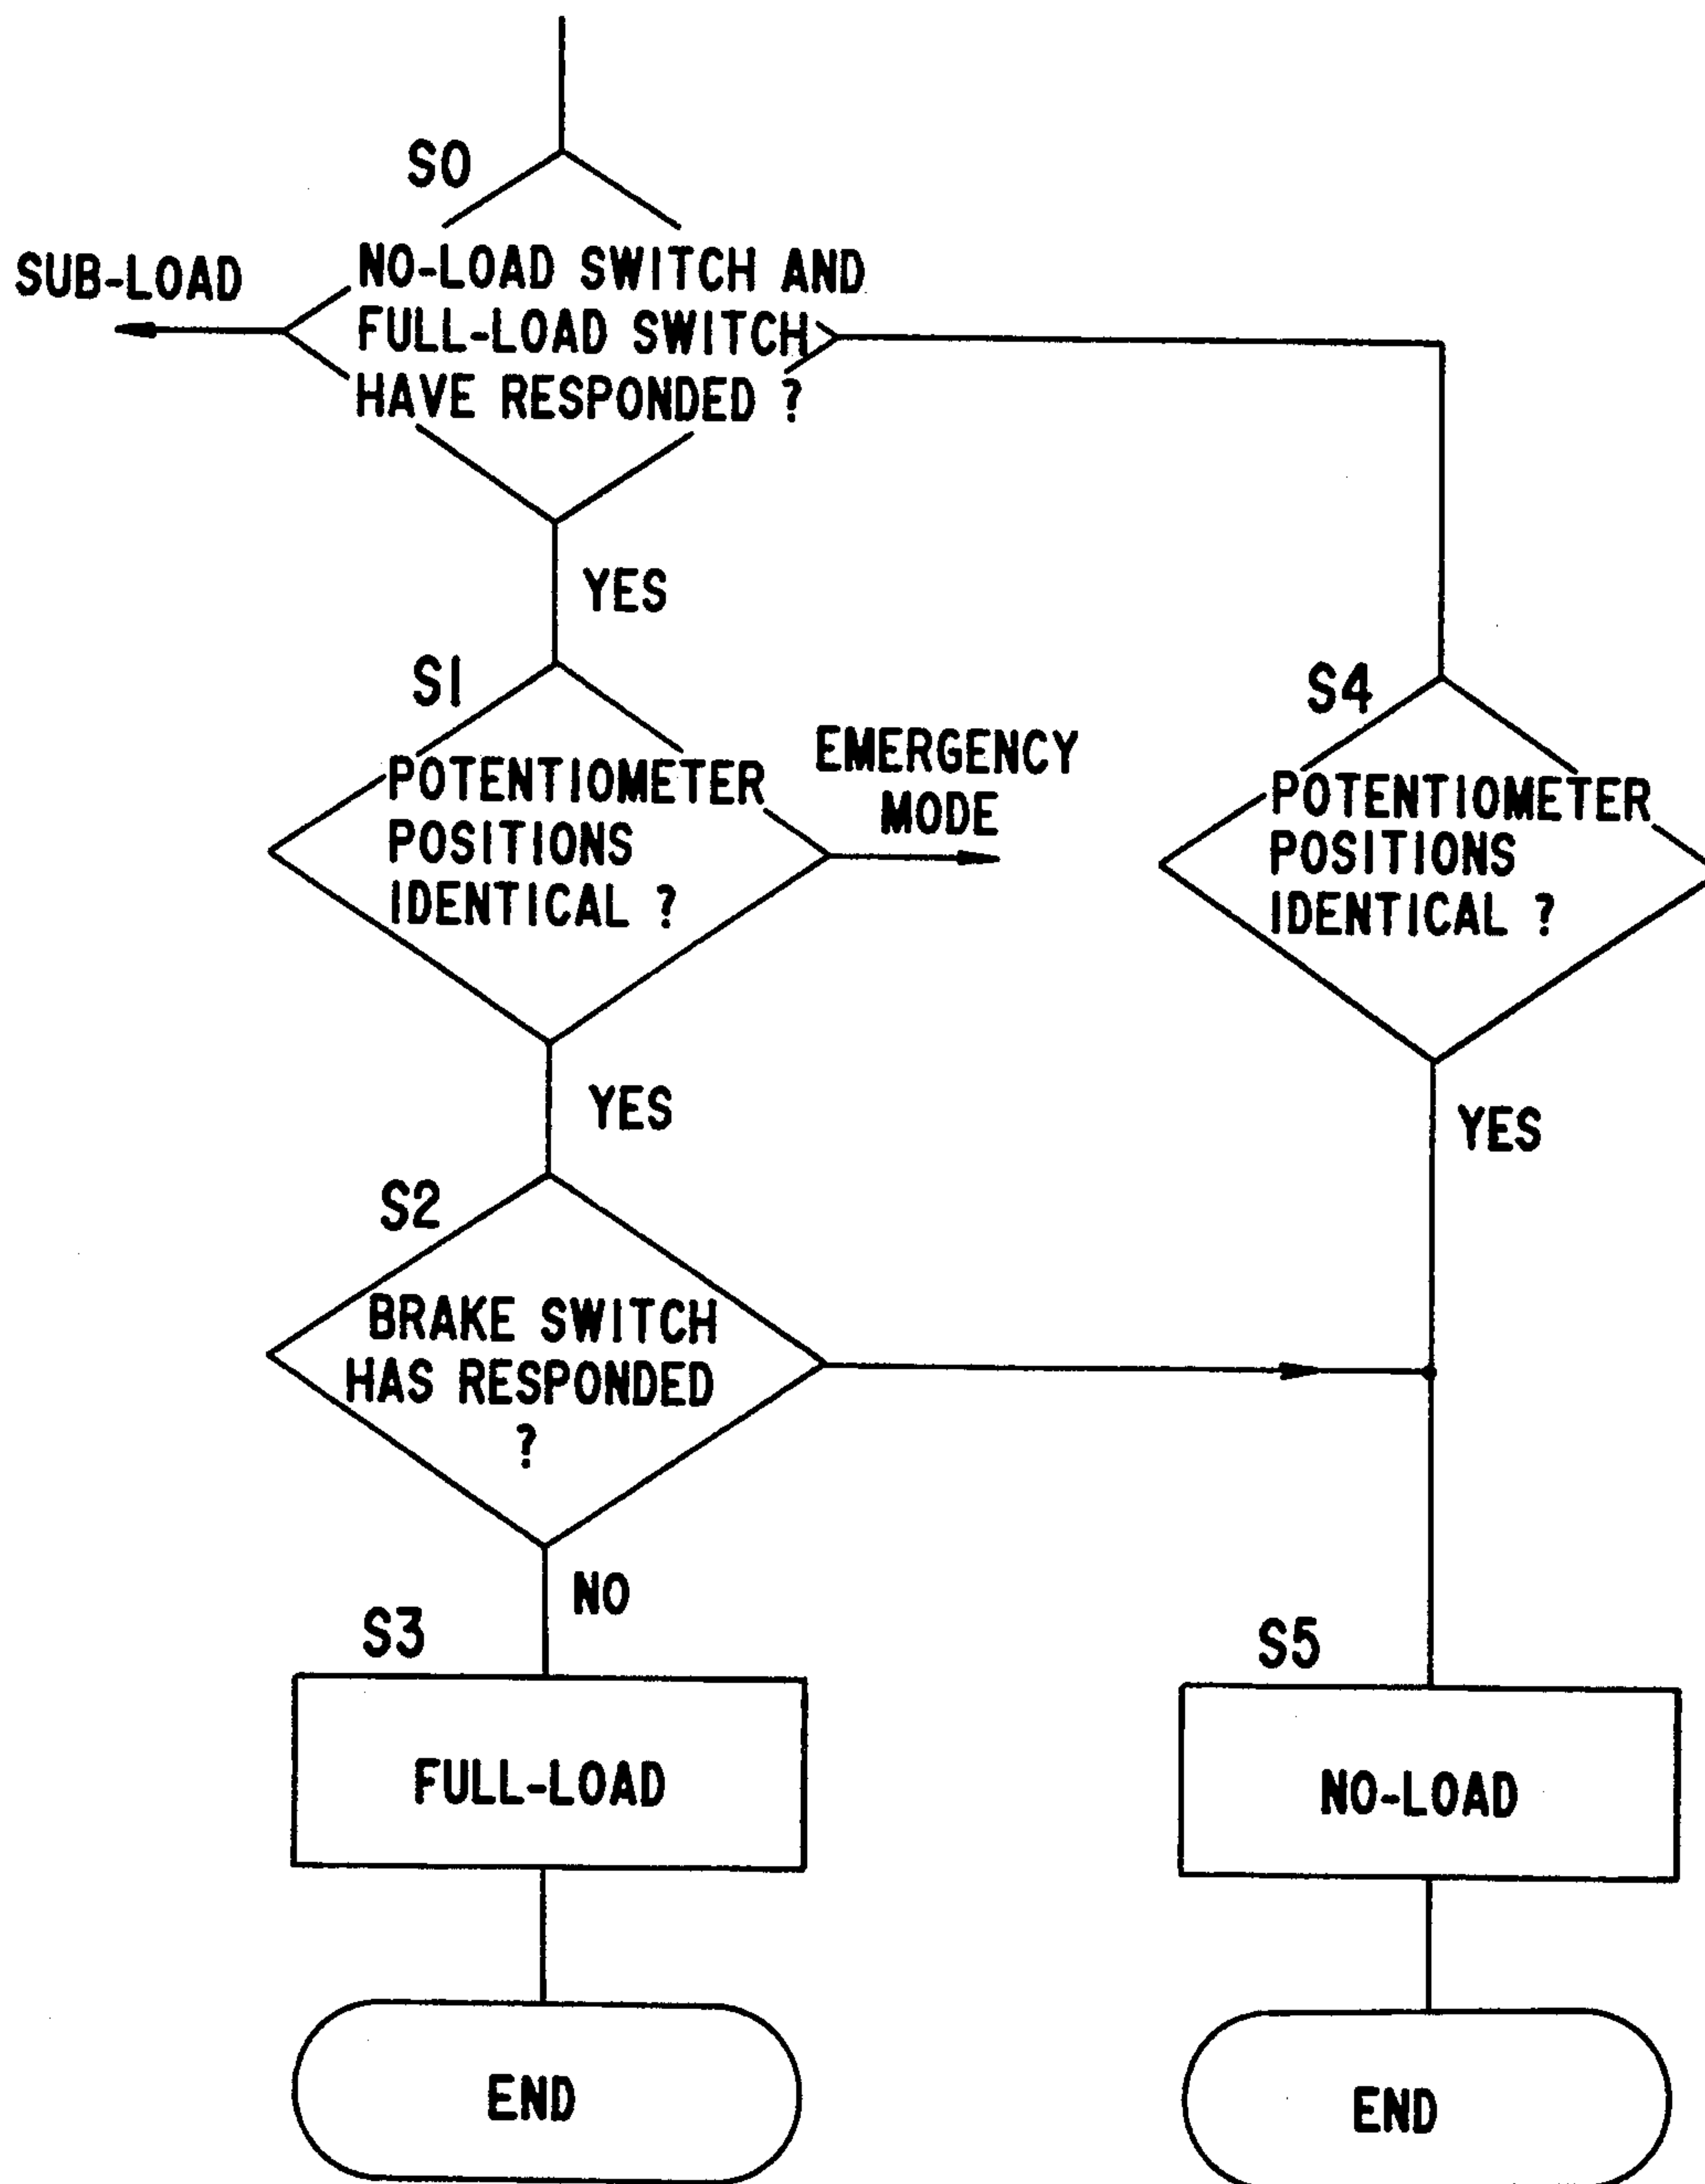 S0
SUB-LOAD
NO-LOAD SWITCH AND
FULL-LOAD SWITCH
HAVE RESPONDED ?
YES
S1
POTENTIOMETER
POSITIONS
IDENTICAL ?
EMERGENCY
MODE
S4
POTENTIOMETER
POSITIONS
IDENTICAL ?
YES
YES
S2
BRAKE SWITCH
HAS RESPONDED
?
NO
S3
FULL-LOAD
S5
NO-LOAD
END
END